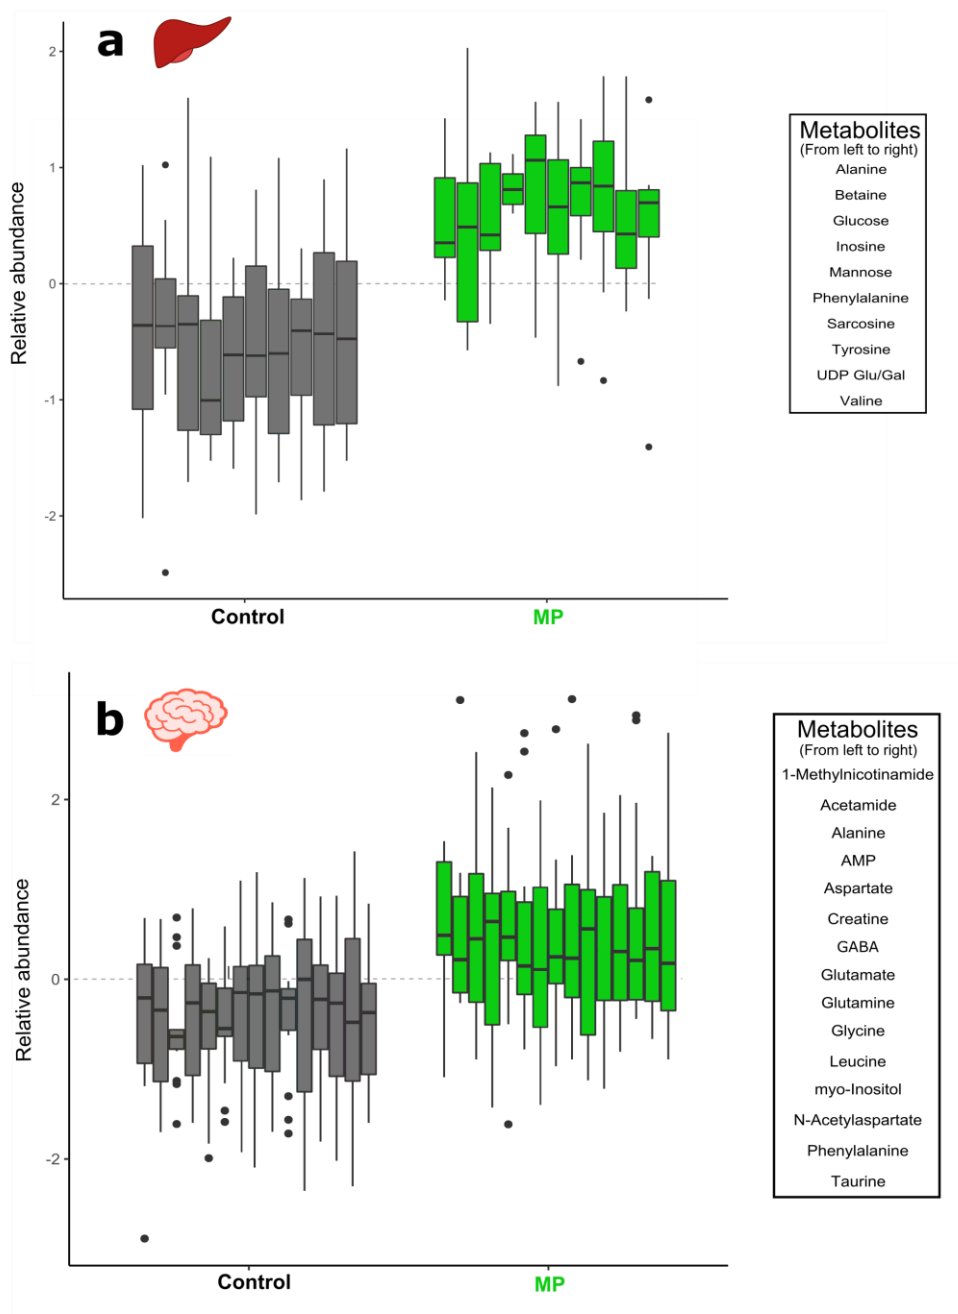 a
2
1
0
-1
-2
Relative abundance
Control
MP
Metabolites
(From left to right)
Alanine
Betaine
Glucose
Inosine
Mannose
Phenylalanine
Sarcosine
Tyrosine
UDP Glu/Gal
Valine
b
2
0
-2
Relative abundance
Control
MP
Metabolites
(From left to right)
1-Methylnicotinamide
Acetamide
Alanine
AMP
Aspartate
Creatine
GABA
Glutamate
Glutamine
Glycine
Leucine
myo-Inositol
N-Acetylaspartate
Phenylalanine
Taurine